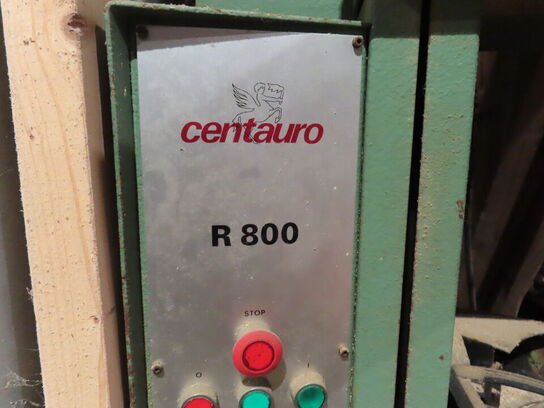 centauro
R 800
STOP
O I